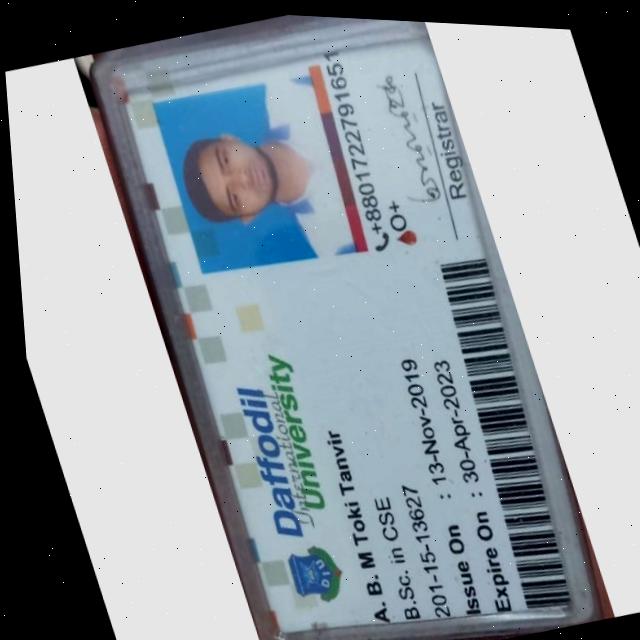 Daffodil
International
University
DIU
A. B. M Toki Tanvir
B.Sc. in CSE
201-15-13627
Issue On : 13-Nov-2019
Expire On : 30-Apr-2023
+8801722791651
O+
Registrar